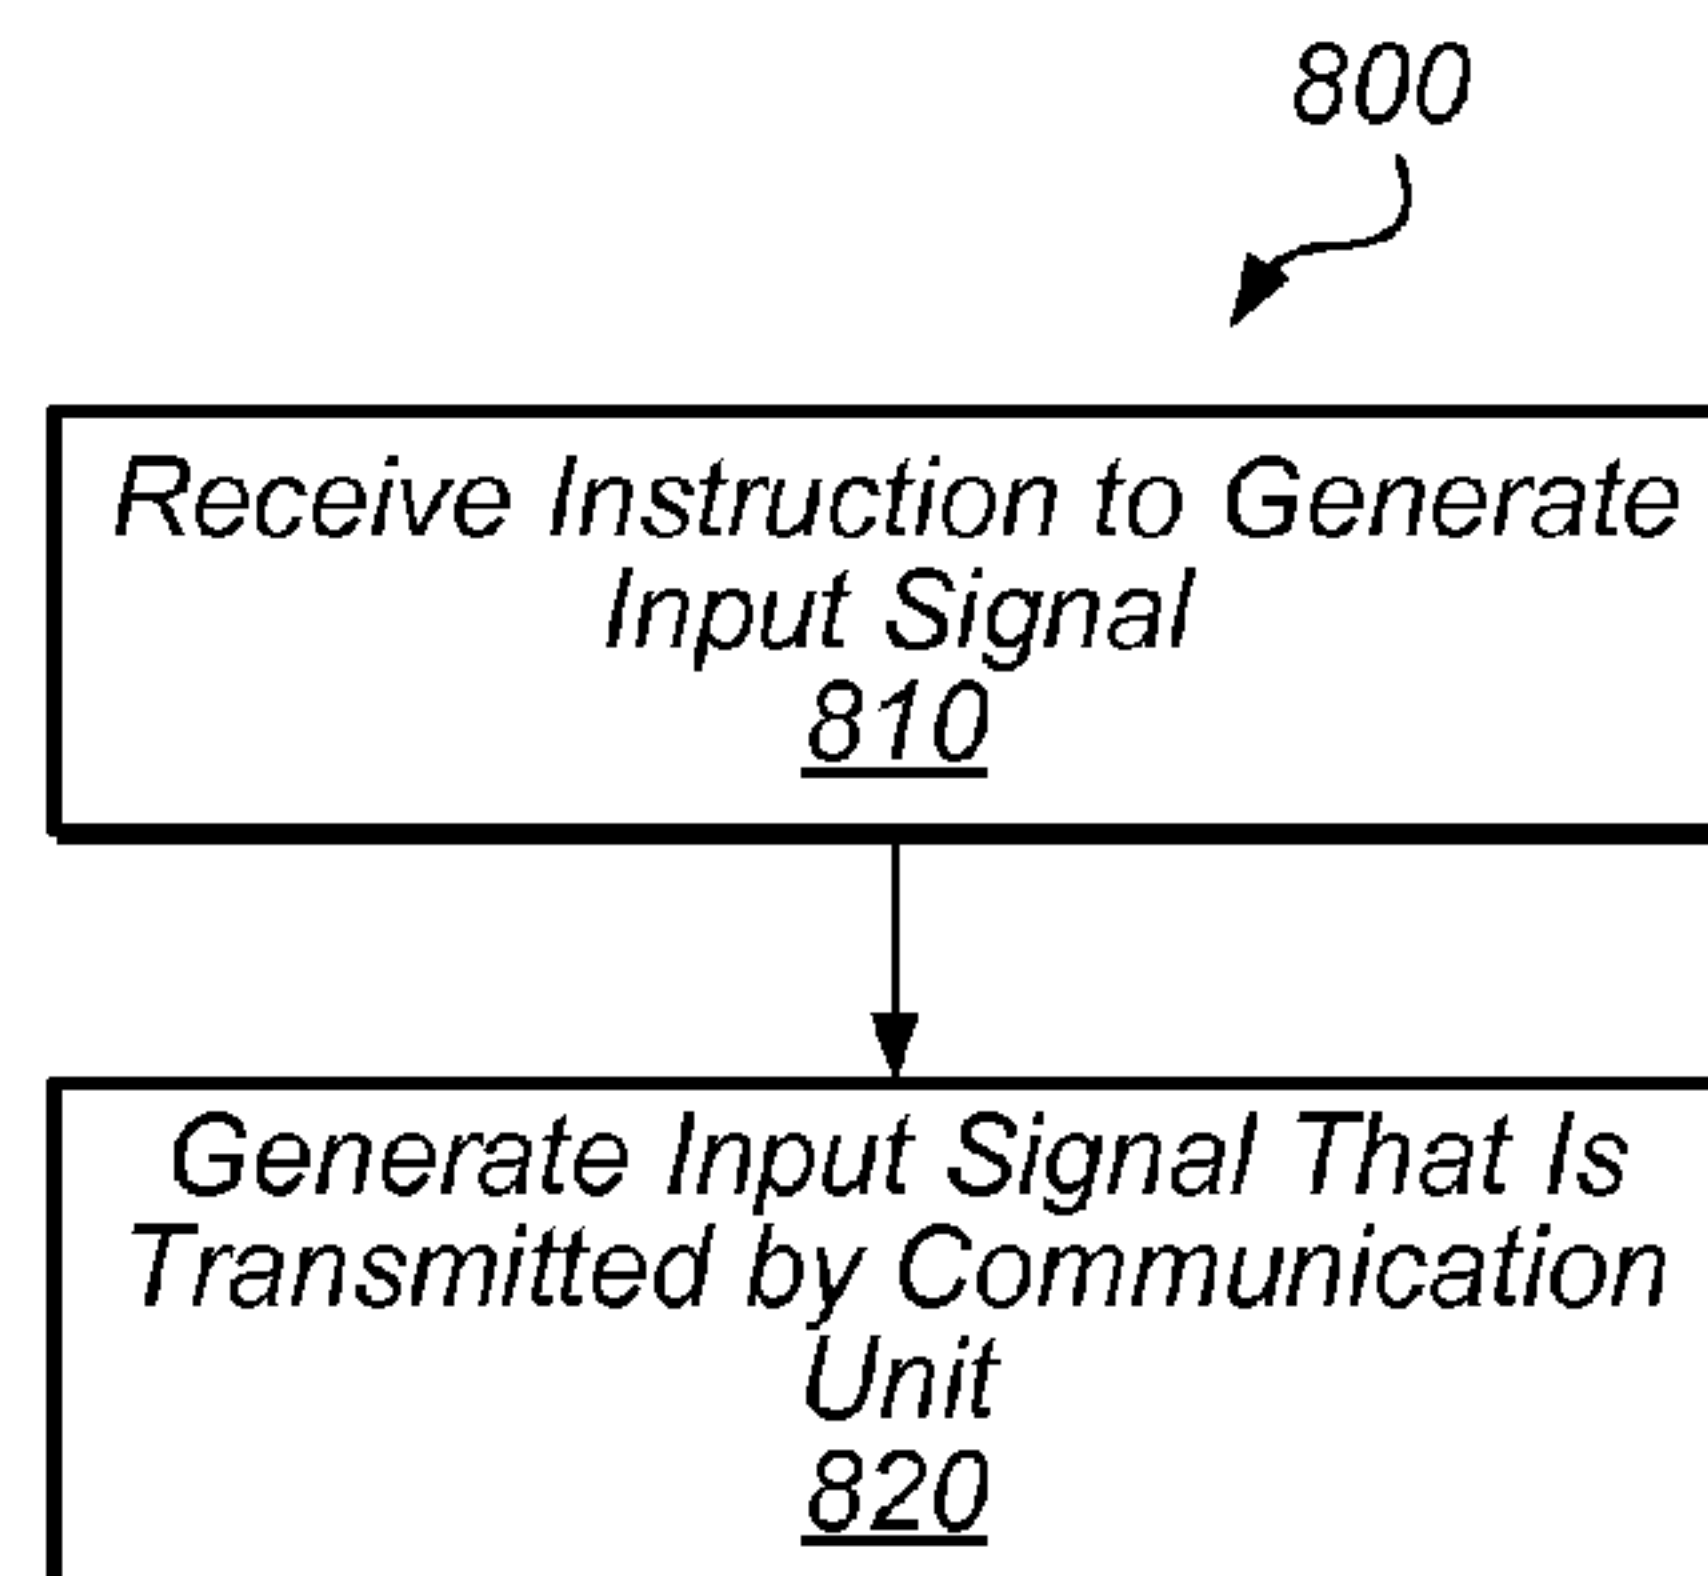 800
Receive Instruction to Generate
Input Signal
810
Generate Input Signal That Is
Transmitted by Communication
Unit
820